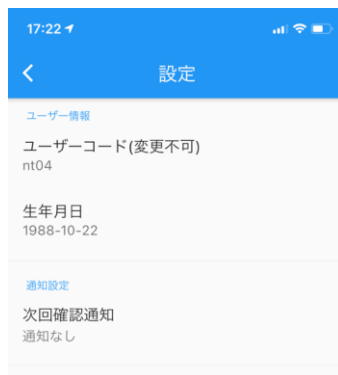 17:22
設定
ユーザー情報
ユーザーコード(変更不可)
nt04
生年月日
1988-10-22
通知設定
次回確認通知
通知なし